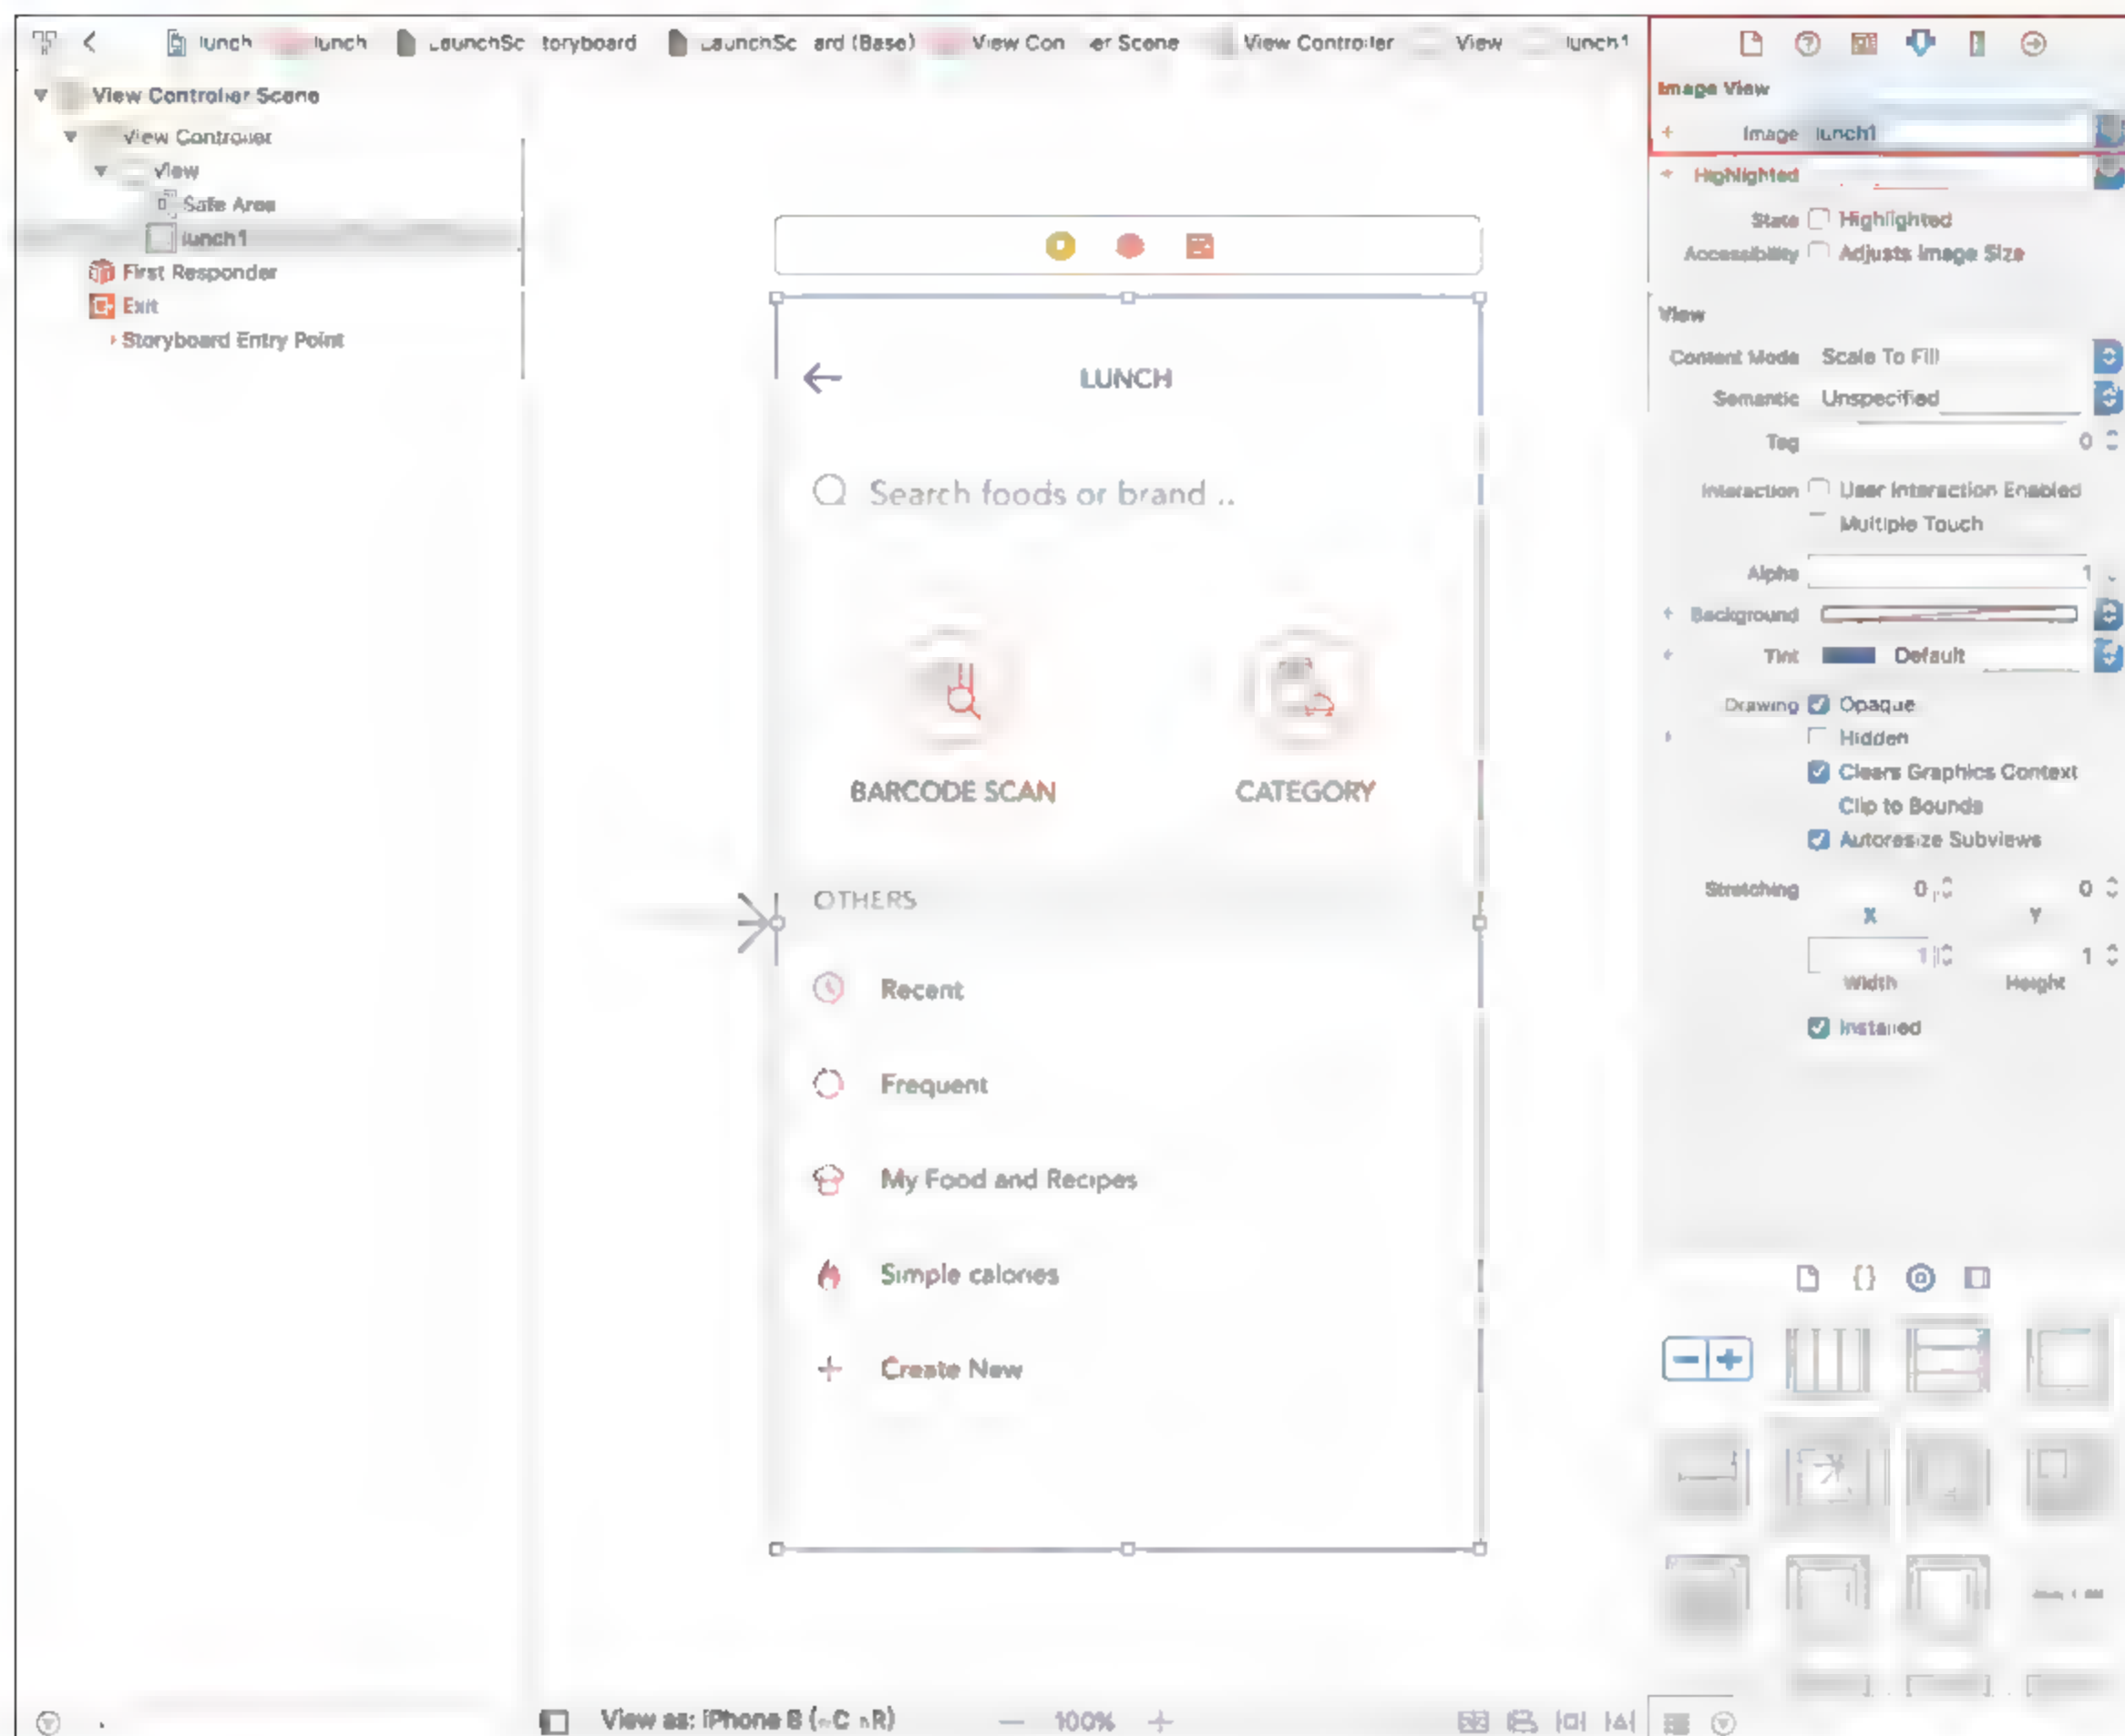 lunch lunch LaunchSc toryboard LaunchSc ard (Base) View Con er Scene View Controller View lunch1
View Controller Scene
View Controller
View
Safe Area
lunch1
First Responder
Exit
Storyboard Entry Point
LUNCH
Search foods or brand ..
BARCODE SCAN CATEGORY
OTHERS
Recent
Frequent
My Food and Recipes
Simple calories
Create New
View as: iPhone 8 ( C R) — 100% +
Image View
Image lunch1
Highlighted
State Highlighted
Accessibility Adjusts Image Size
View
Content Mode Scale To Fill
Semantic Unspecified
Tag 0
Interaction User Interaction Enabled
Multiple Touch
Alpha 1
Background
Tint Default
Drawing Opaque
Hidden
Clears Graphics Context
Clip to Bounds
Autoresize Subviews
Stretching 0 0
X Y
1 1
Width Height
Installed
{}